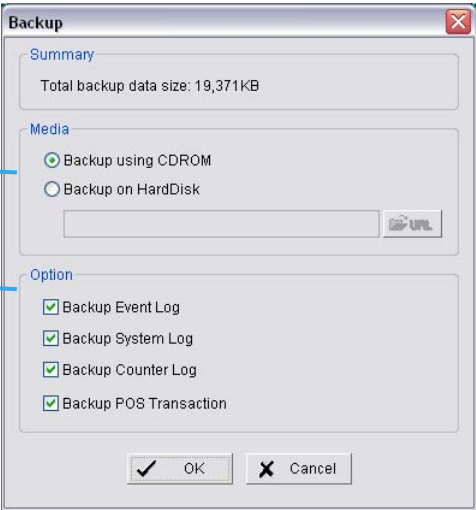 Backup
Summary
Total backup data size: 19,371KB
Media
Backup using CDROM
Backup on HardDisk
URL
Option
Backup Event Log
Backup System Log
Backup Counter Log
Backup POS Transaction
OK
Cancel